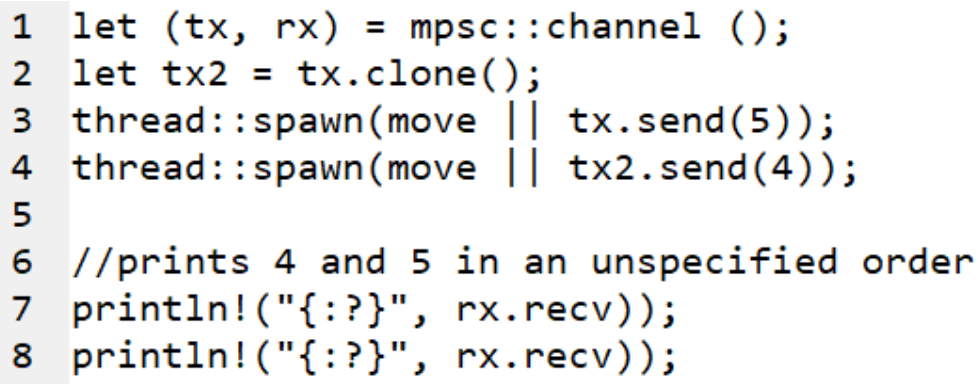 1 let (tx, rx) = mpsc::channel ();
2 let tx2 = tx.clone();
3 thread::spawn(move || tx.send(5));
4 thread::spawn(move || tx2.send(4));
5
6 //prints 4 and 5 in an unspecified order
7 println!("{:?}", rx.recv));
8 println!("{:?}", rx.recv));